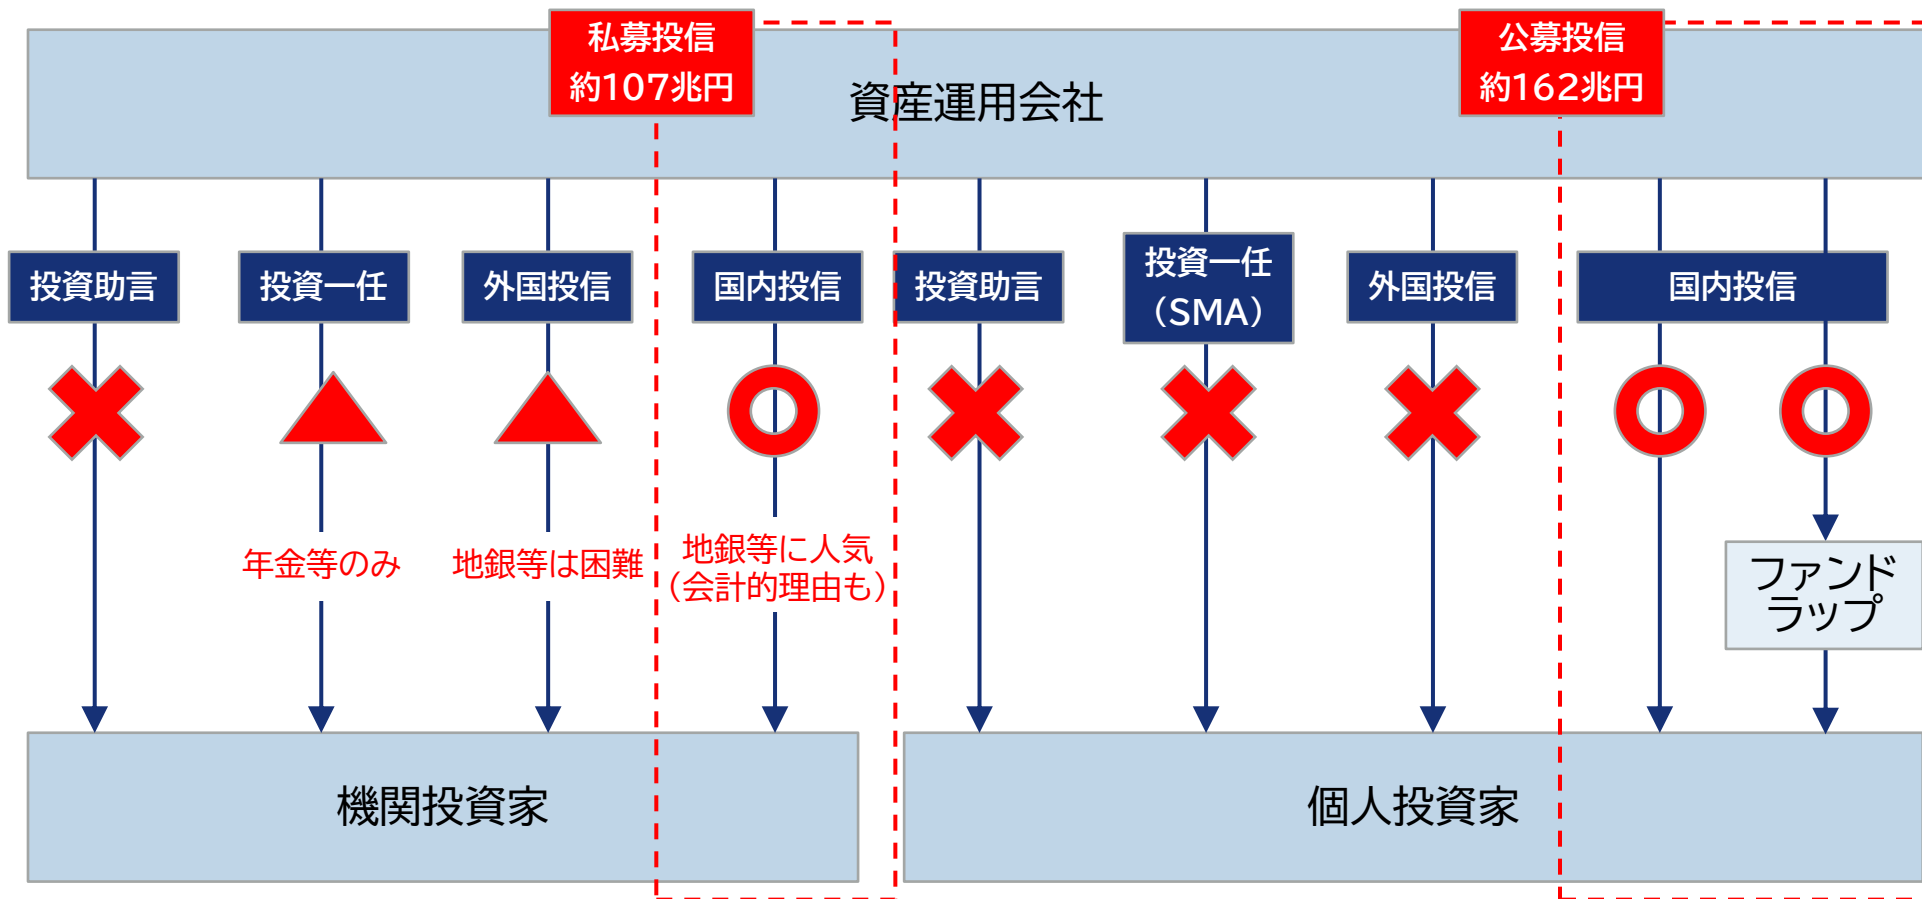 私募投信
約107兆円
公募投信
約162兆円
資産運用会社
投資助言
投資一任
外国投信
国内投信
投資助言
投資一任
（SMA）
外国投信
国内投信
年金等のみ
地銀等は困難
地銀等に人気
（会計的理由も）
ファンド
ラップ
機関投資家
個人投資家